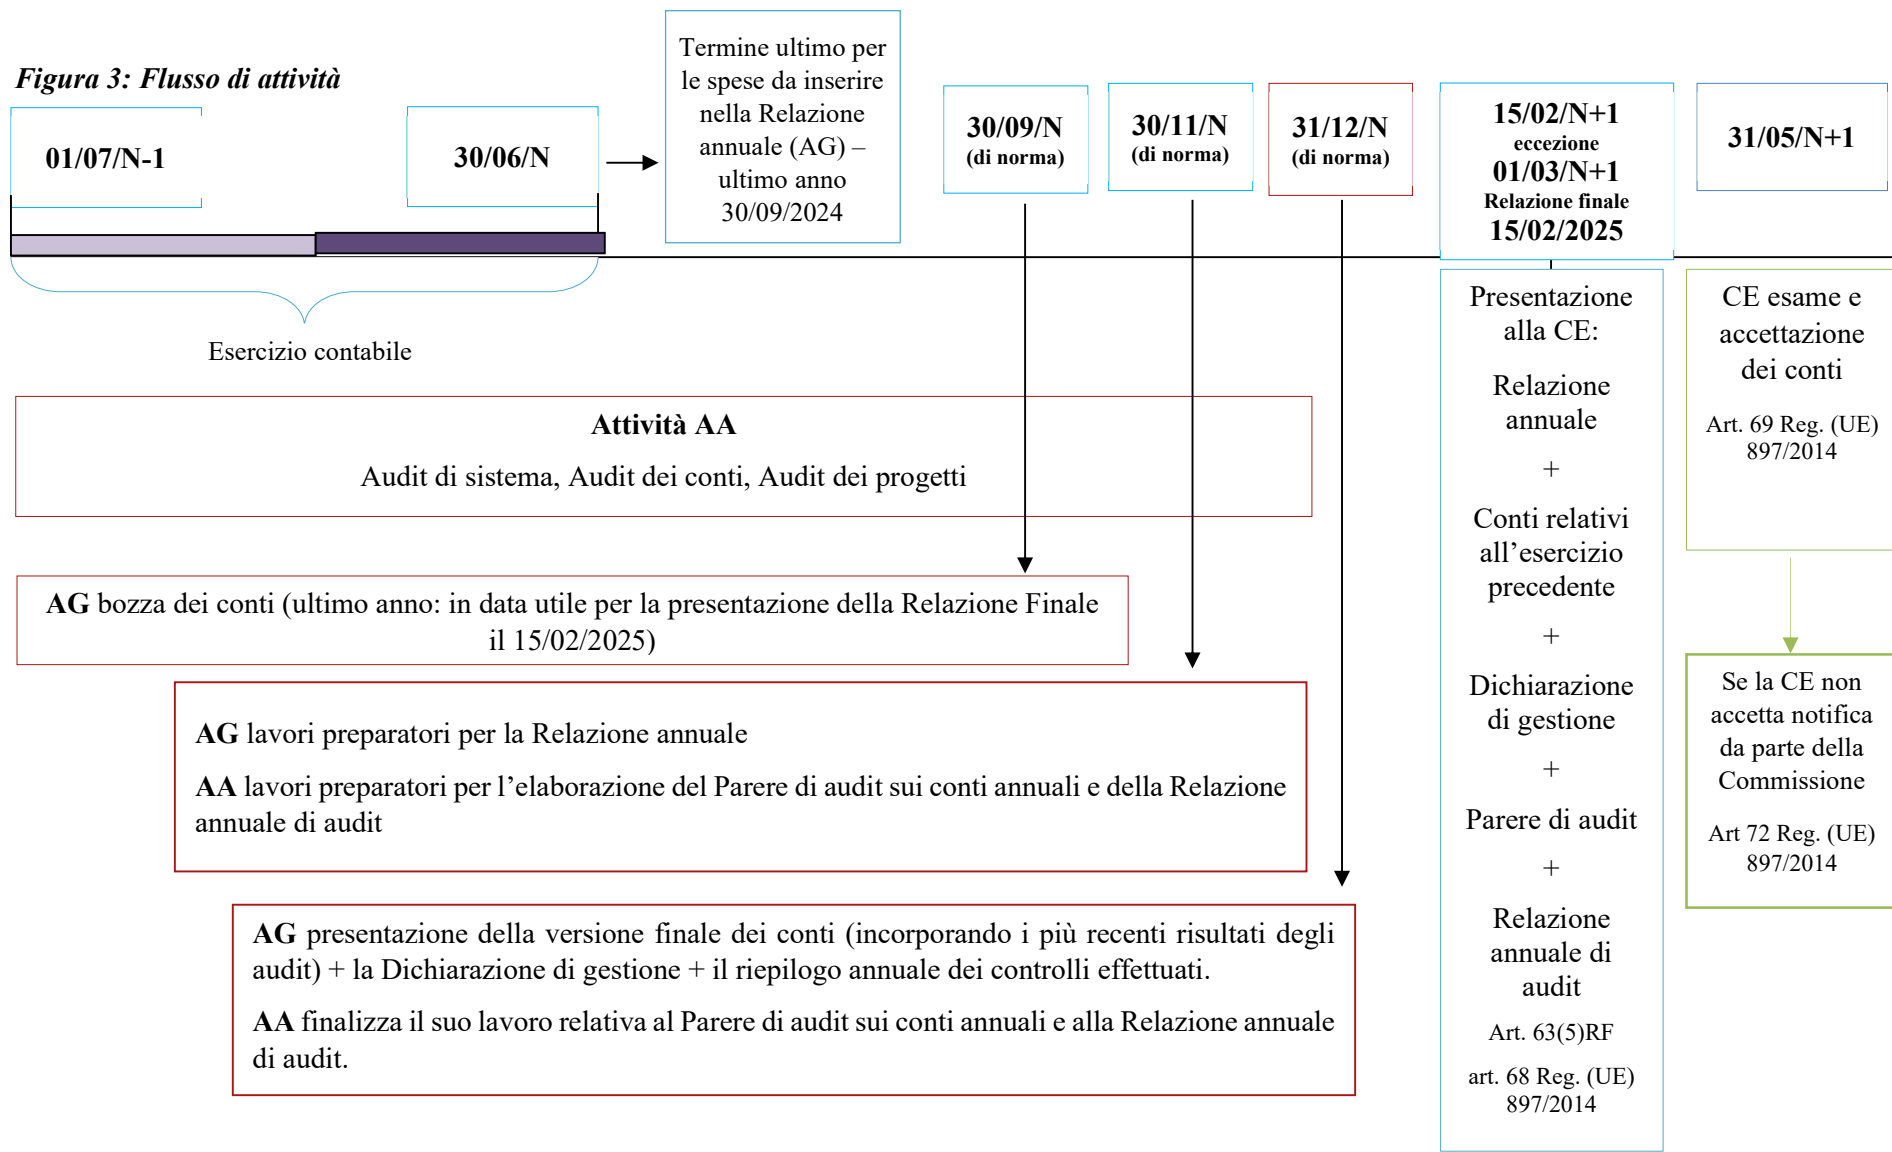 Figura 3: Flusso di attività
01/07/N-1
30/06/N
Termine ultimo per
le spese da inserire
nella Relazione
annuale (AG) –
ultimo anno
30/09/2024
30/09/N
(di norma)
30/11/N
(di norma)
31/12/N
(di norma)
15/02/N+1
eccezione
01/03/N+1
Relazione finale
15/02/2025
31/05/N+1
Esercizio contabile
Attività AA
Audit di sistema, Audit dei conti, Audit dei progetti
AG bozza dei conti (ultimo anno: in data utile per la presentazione della Relazione Finale
il 15/02/2025)
AG lavori preparatori per la Relazione annuale
AA lavori preparatori per l’elaborazione del Parere di audit sui conti annuali e della Relazione
annuale di audit
AG presentazione della versione finale dei conti (incorporando i più recenti risultati degli
audit) + la Dichiarazione di gestione + il riepilogo annuale dei controlli effettuati.
AA finalizza il suo lavoro relativa al Parere di audit sui conti annuali e alla Relazione annuale
di audit.
Presentazione
alla CE:
Relazione
annuale
+
Conti relativi
all’esercizio
precedente
+
Dichiarazione
di gestione
+
Parere di audit
+
Relazione
annuale di
audit
Art. 63(5)RF
art. 68 Reg. (UE)
897/2014
CE esame e
accettazione
dei conti
Art. 69 Reg. (UE)
897/2014
Se la CE non
accetta notifica
da parte della
Commissione
Art 72 Reg. (UE)
897/2014